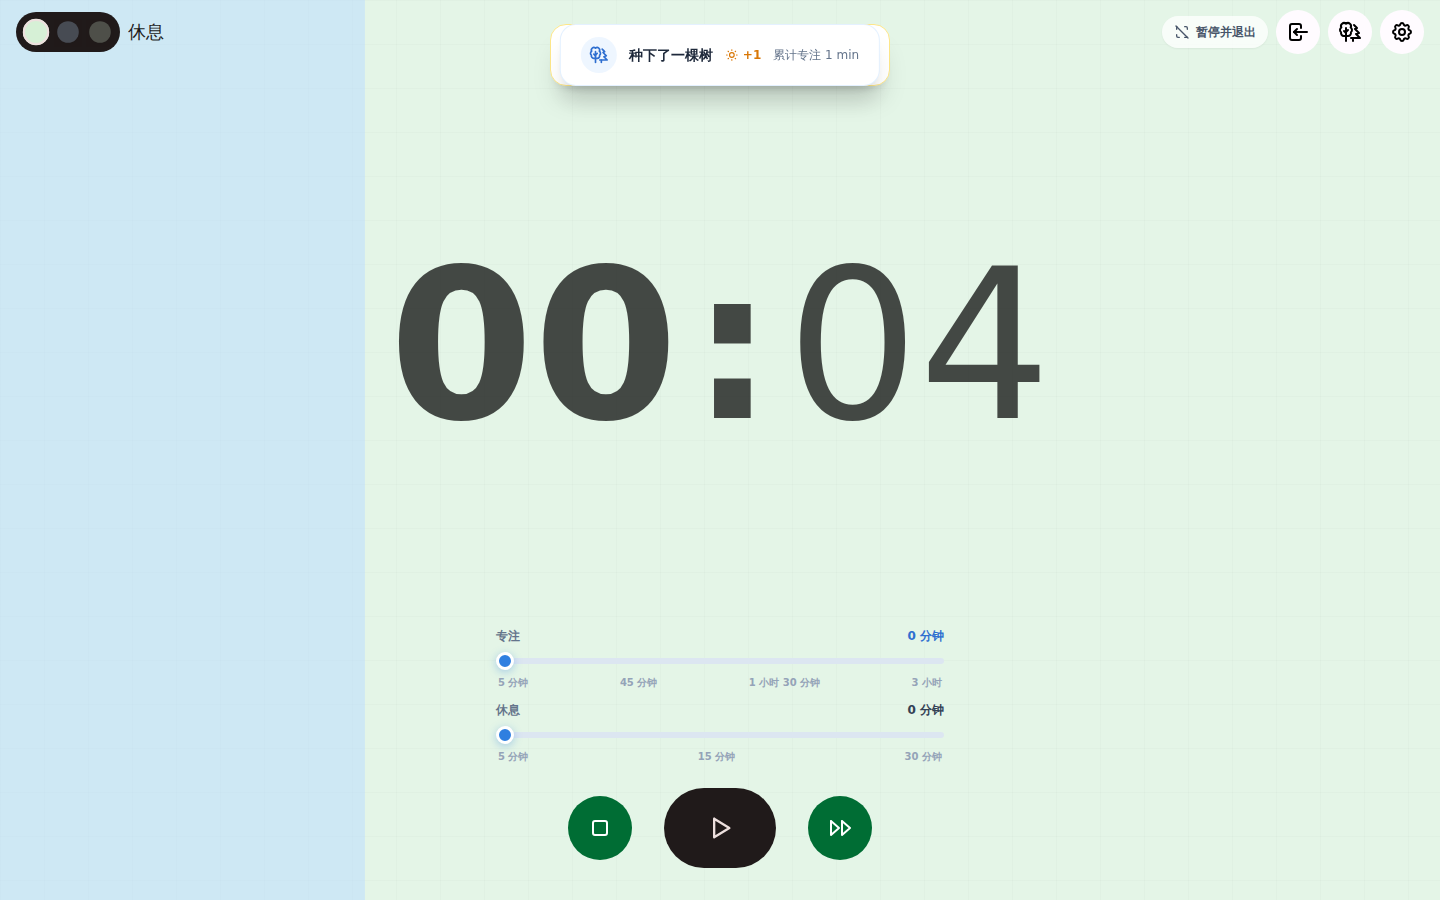 休息
种下了一棵树 +1 累计专注 1 min
暂停并退出
00:04
专注 0 分钟
5 分钟 45 分钟 1 小时 30 分钟 3 小时
休息 0 分钟
5 分钟 15 分钟 30 分钟